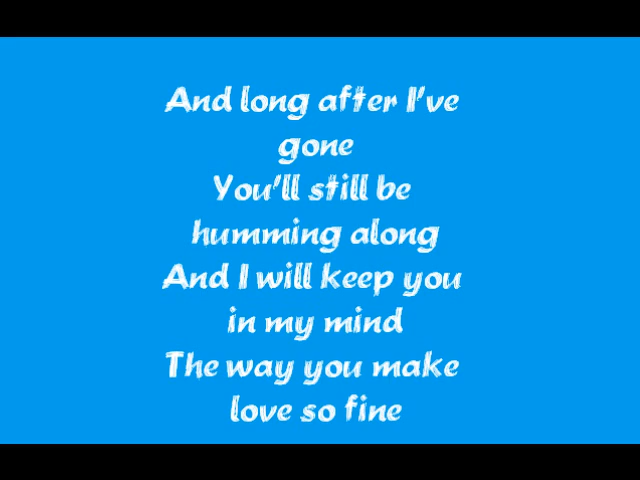 And long after I've
gone
You'll still be
humming along
And I will keep you
in my mind
The way you make
love so fine